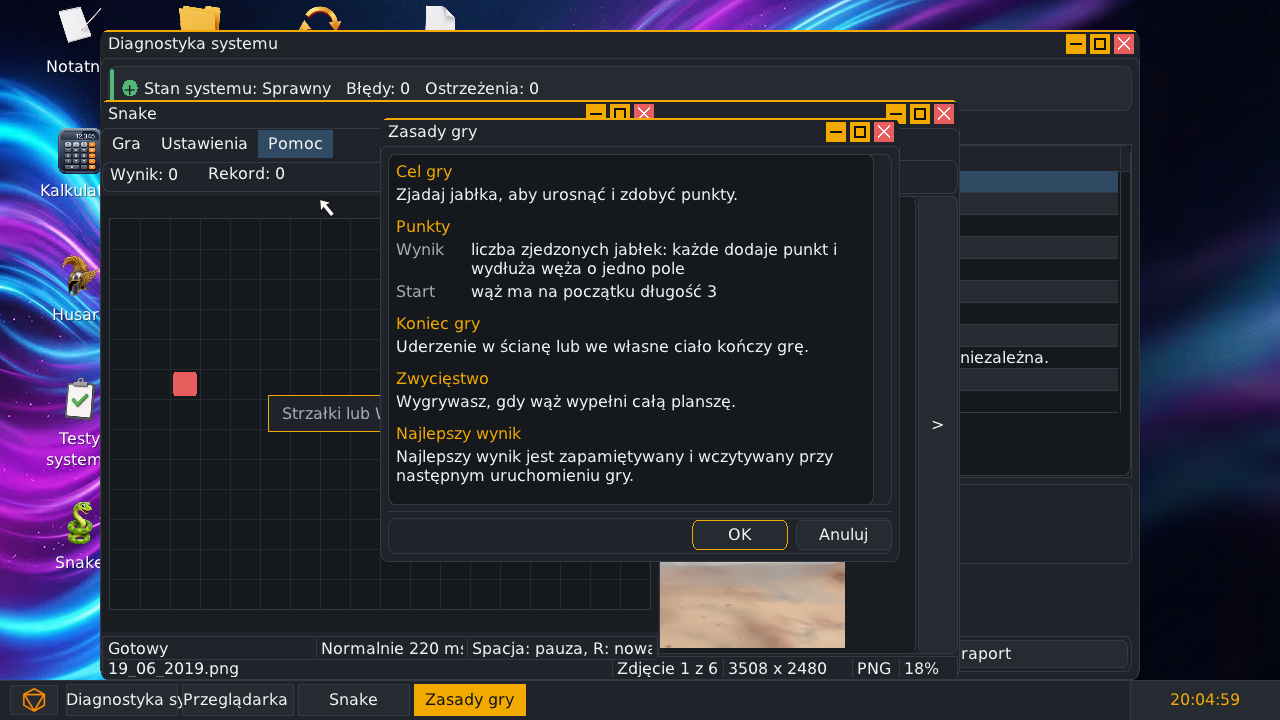 Notatn
Diagnostyka systemu
Stan systemu: Sprawny Błędy: 0 Ostrzeżenia: 0
Snake
Zasady gry
Gra Ustawienia Pomoc
12,345
Wynik: 0 Rekord: 0
Kalkula
Cel gry
Zjadaj jabłka, aby urosnąć i zdobyć punkty.
Punkty
Wynik liczba zjedzonych jabłek: każde dodaje punkt i
wydłuża węża o jedno pole
Start wąż ma na początku długość 3
Husar
Koniec gry
Uderzenie w ścianę lub we własne ciało kończy grę.
niezależna.
Zwycięstwo
Wygrywasz, gdy wąż wypełni całą planszę.
Strzałki lub
>
Testy
system
Najlepszy wynik
Najlepszy wynik jest zapamiętywany i wczytywany przy
następnym uruchomieniu gry.
OK Anuluj
Snake
Gotowy Normalnie 220 ms Spacja: pauza, R: nowa
raport
19_06_2019.png Zdjęcie 1 z 6 3508 x 2480 PNG 18%
Diagnostyka sy Przeglądarka Snake Zasady gry 20:04:59